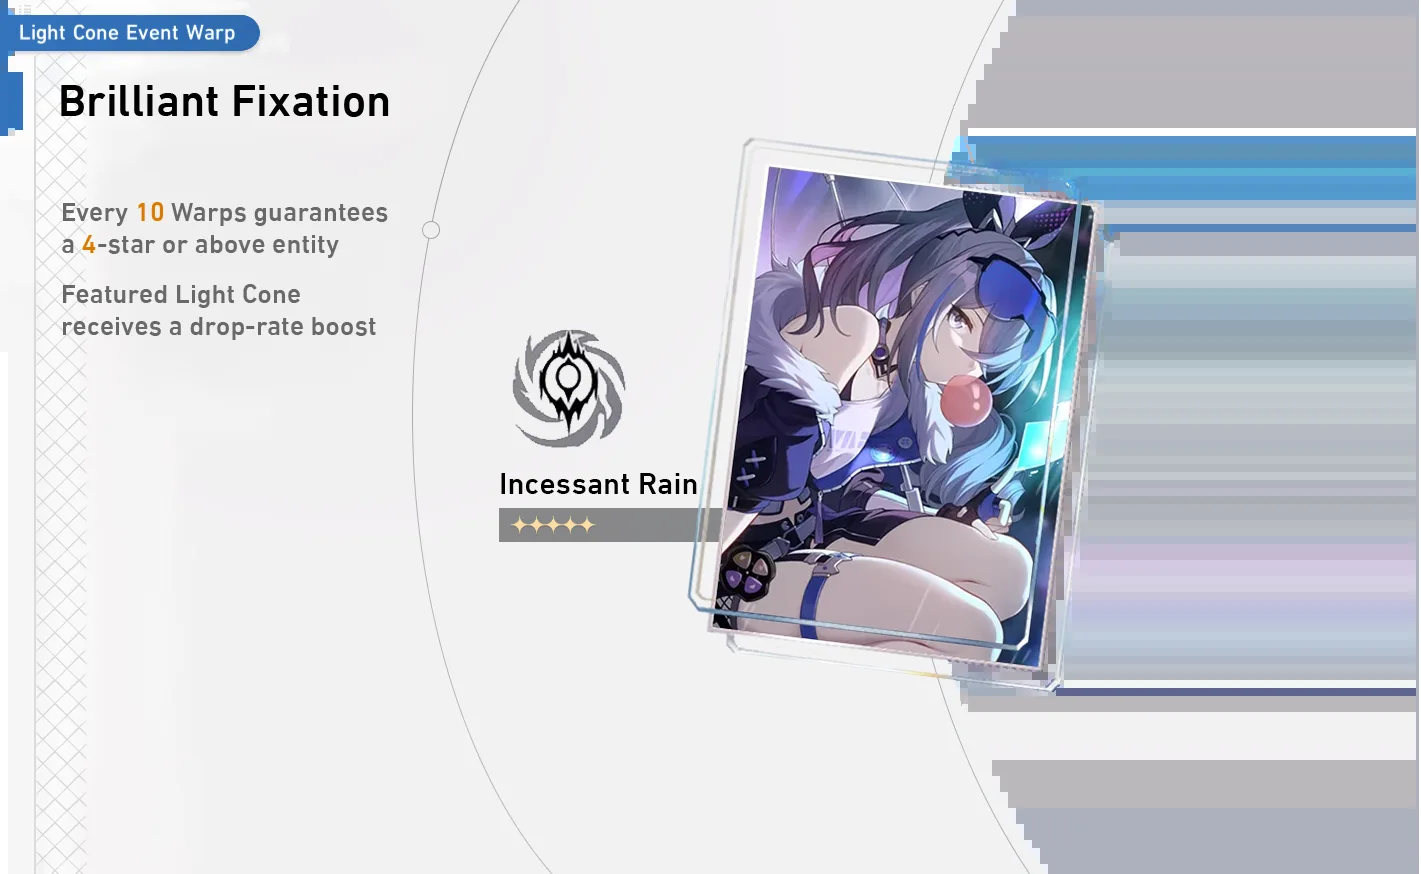 Light Cone Event Warp
Brilliant Fixation
Every 10 Warps guarantees
a 4-star or above entity
Featured Light Cone
receives a drop-rate boost
Incessant Rain